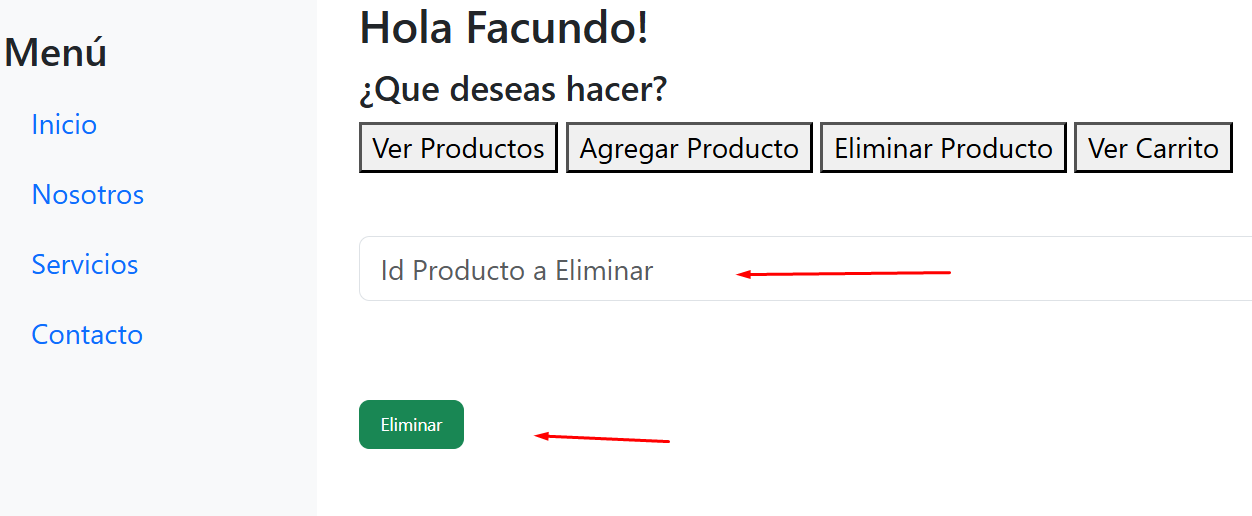 Menú
Inicio
Nosotros
Servicios
Contacto
Hola Facundo!
¿Que deseas hacer?
Ver Productos Agregar Producto Eliminar Producto Ver Carrito
Id Producto a Eliminar
Eliminar